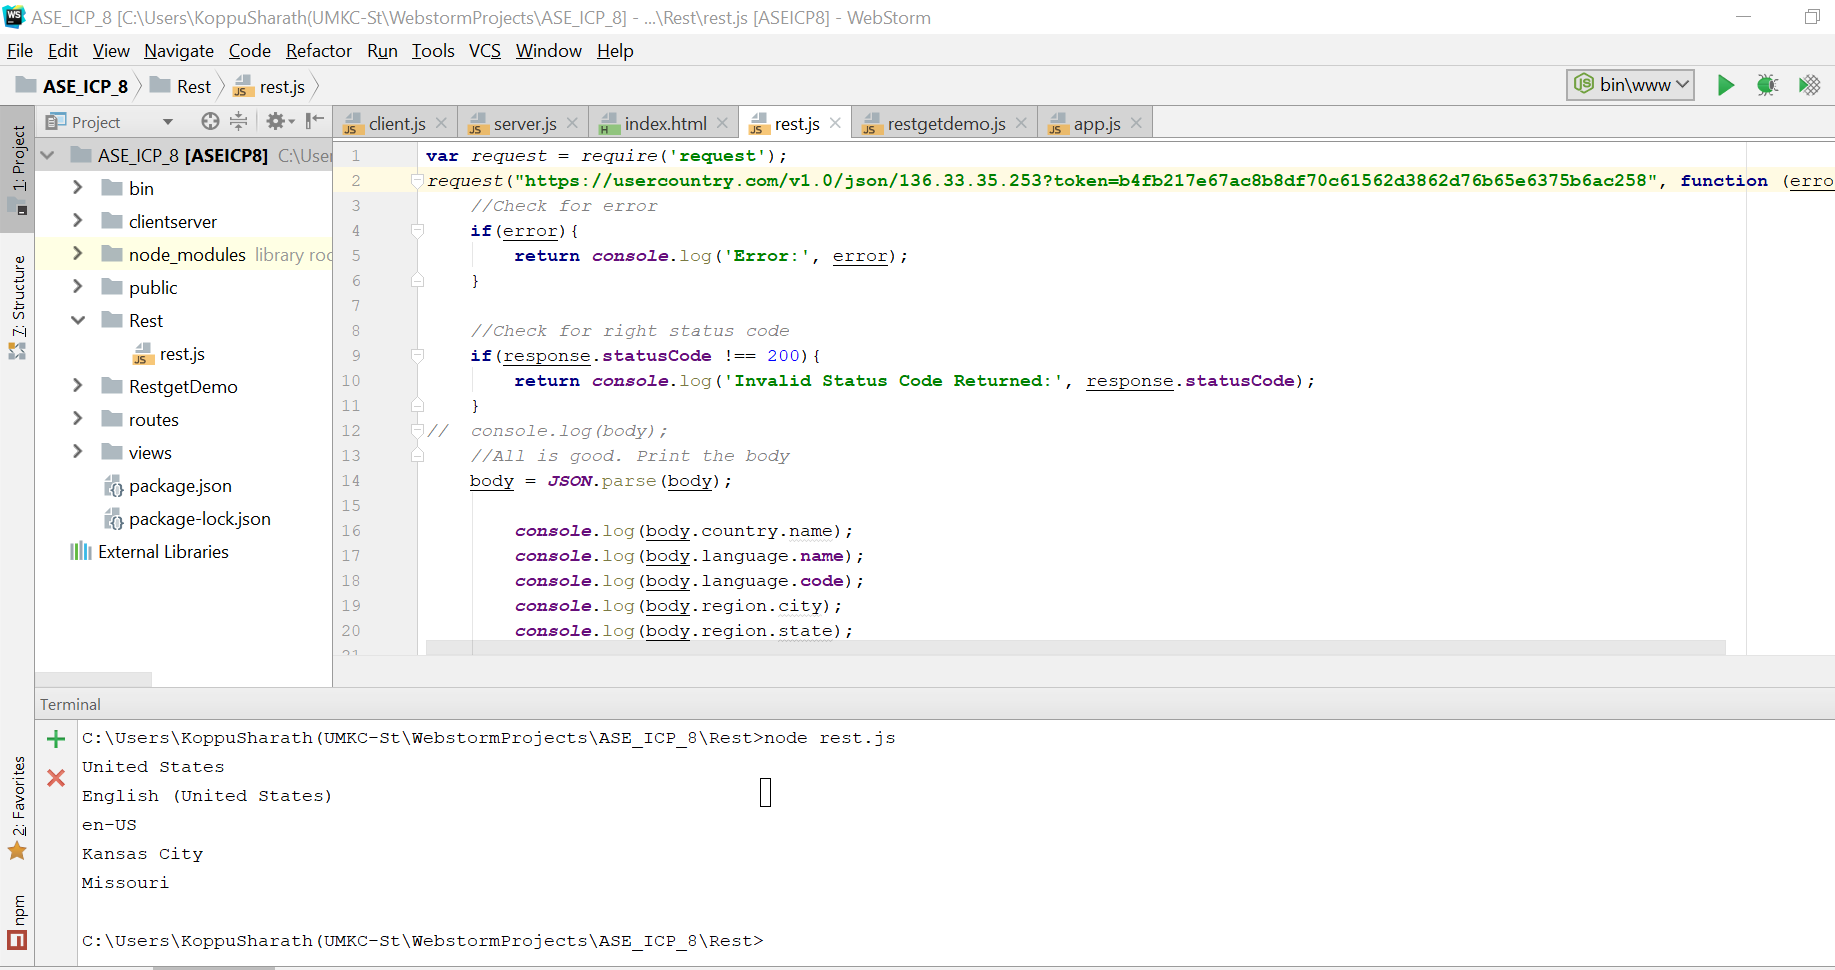 WS ASE_ICP_8 [C:\Users\KoppuSharath(UMKC-St\WebstormProjects\ASE_ICP_8] - ...\Rest\rest.js [ASEICP8] - WebStorm
File Edit View Navigate Code Refactor Run Tools VCS Window Help
ASE_ICP_8 Rest rest.js bin\www
1: Project
7: Structure
2: Favorites
npm
Project
ASE_ICP_8 [ASEICP8] C:\User
bin
clientserver
node_modules library roo
public
Rest
rest.js
RestgetDemo
routes
views
package.json
package-lock.json
External Libraries
client.js server.js index.html rest.js restgetdemo.js app.js
1 var request = require('request');
2 request("https://usercountry.com/v1.0/json/136.33.35.253?token=b4fb217e67ac8b8df70c61562d3862d76b65e6375b6ac258", function (erro
3 //Check for error
4 if(error){
5 return console.log('Error:', error);
6 }
7
8 //Check for right status code
9 if(response.statusCode !== 200){
10 return console.log('Invalid Status Code Returned:', response.statusCode);
11 }
12 // console.log(body);
13 //All is good. Print the body
14 body = JSON.parse(body);
15
16 console.log(body.country.name);
17 console.log(body.language.name);
18 console.log(body.language.code);
19 console.log(body.region.city);
20 console.log(body.region.state);
21
Terminal
C:\Users\KoppuSharath(UMKC-St\WebstormProjects\ASE_ICP_8\Rest>node rest.js
United States
English (United States)
en-US
Kansas City
Missouri
C:\Users\KoppuSharath(UMKC-St\WebstormProjects\ASE_ICP_8\Rest>